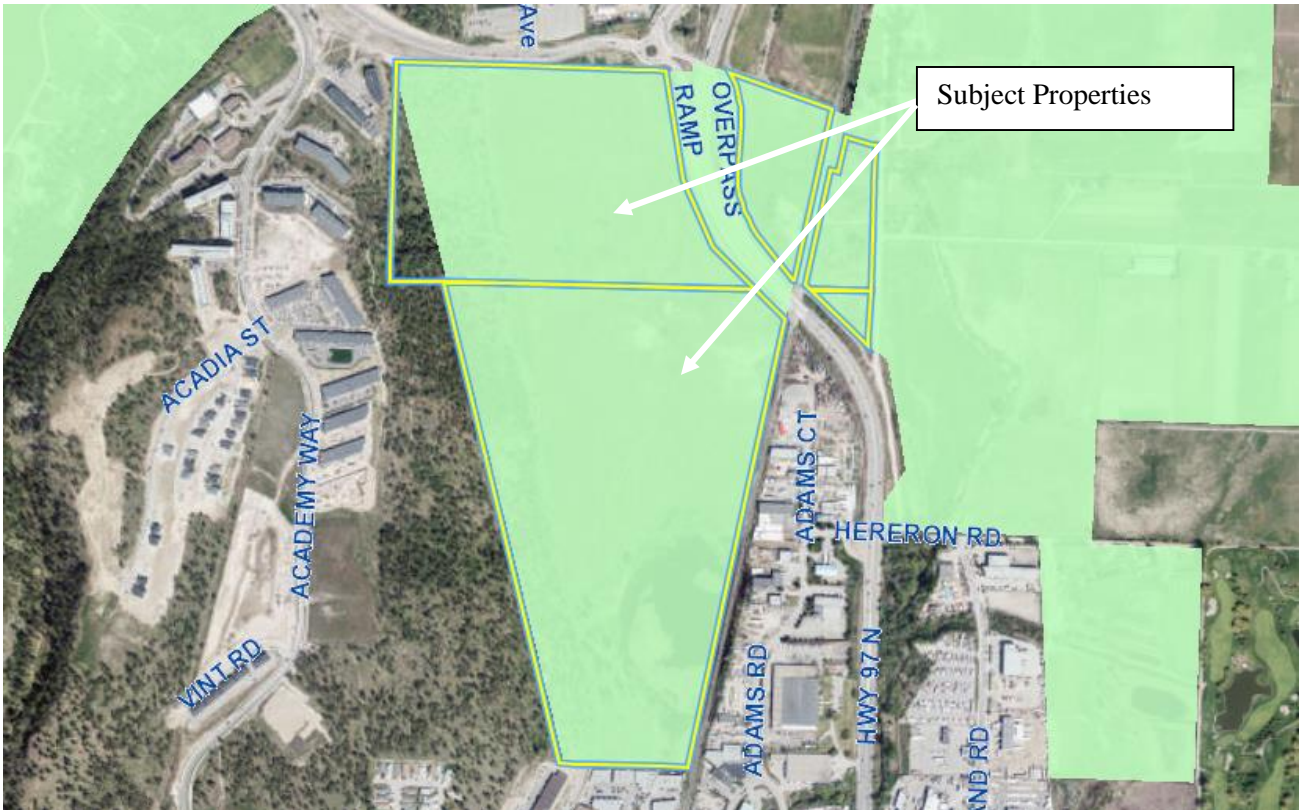 Ave
Subject Properties
OVERPASS
RAMP
ACADIA ST
ACADEMY WAY
ADAMS CT
HERERON RD
VINT RD
ADAMS RD
HWY 97 N
ND RD